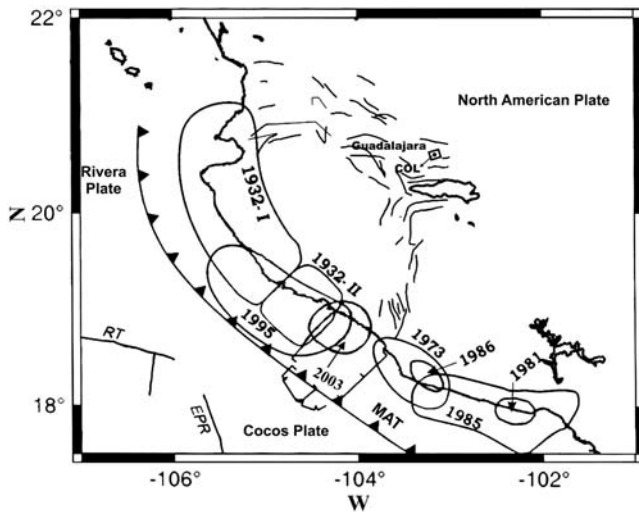 22°
North American Plate
Guadalajara
COL
Rivera
Plate
1932-I
N
20°
1932-II
1995
1973
1986
1981
RT
2003
18°
MAT
1985
EPR
Cocos Plate
-106°
-104°
-102°
W